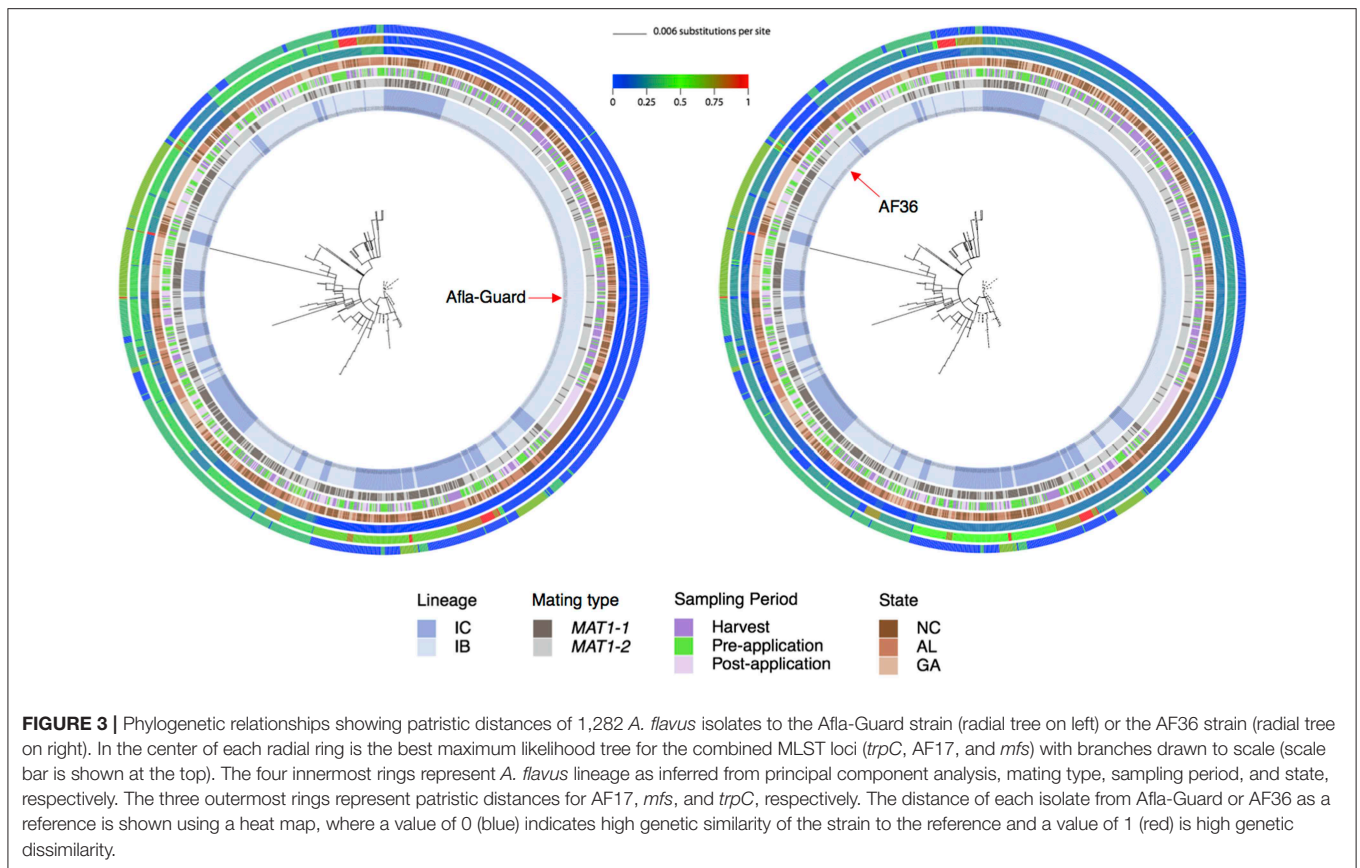 0.006 substitutions per site
0 0.25 0.5 0.75 1
AF36
Afla-Guard
Lineage
IC
IB
Mating type
MAT1-1
MAT1-2
Sampling Period
Harvest
Pre-application
Post-application
State
NC
AL
GA
FIGURE 3 | Phylogenetic relationships showing patristic distances of 1,282 A. flavus isolates to the Afla-Guard strain (radial tree on left) or the AF36 strain (radial tree
on right). In the center of each radial ring is the best maximum likelihood tree for the combined MLST loci (trpC, AF17, and mfs) with branches drawn to scale (scale
bar is shown at the top). The four innermost rings represent A. flavus lineage as inferred from principal component analysis, mating type, sampling period, and state,
respectively. The three outermost rings represent patristic distances for AF17, mfs, and trpC, respectively. The distance of each isolate from Afla-Guard or AF36 as a
reference is shown using a heat map, where a value of 0 (blue) indicates high genetic similarity of the strain to the reference and a value of 1 (red) is high genetic
dissimilarity.